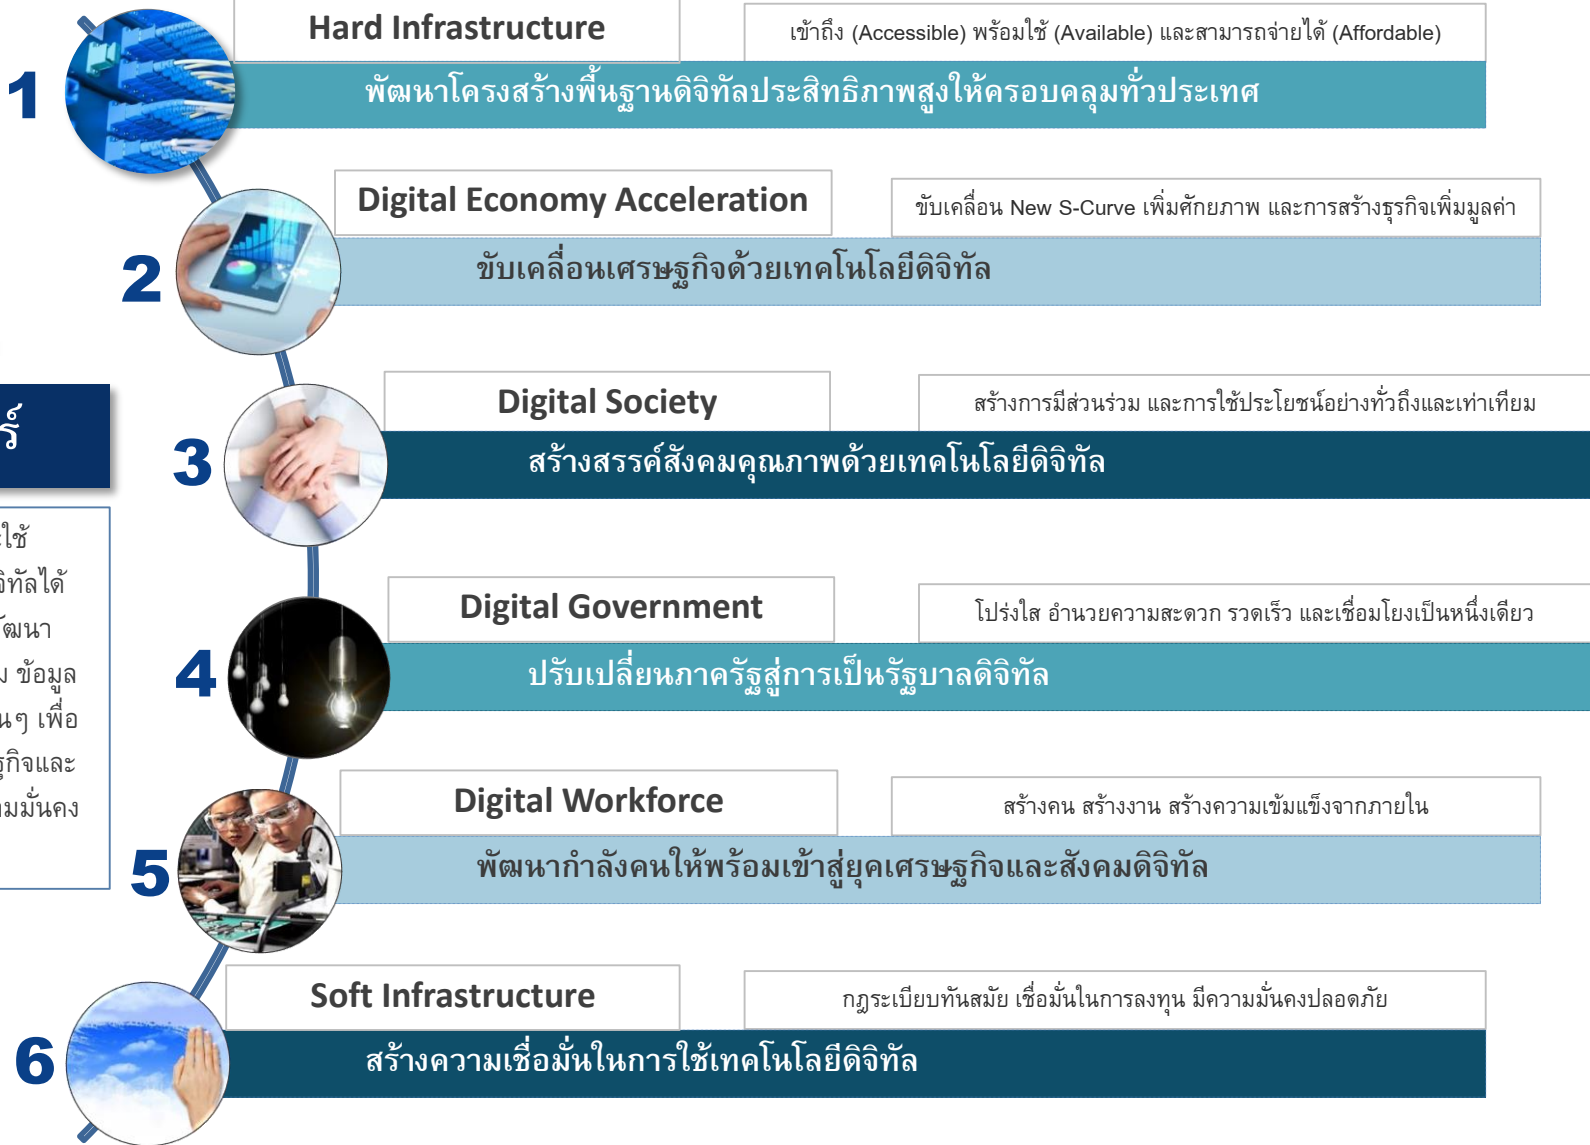 1
Hard Infrastructure
เข้าถึง (Accessible) พร้อมใช้ (Available) และสามารถจ่ายได้ (Affordable)
พัฒนาโครงสร้างพื้นฐานดิจิทัลประสิทธิภาพสูงให้ครอบคลุมทั่วประเทศ
2
Digital Economy Acceleration
ขับเคลื่อน New S-Curve เพิ่มศักยภาพ และการสร้างธุรกิจเพิ่มมูลค่า
ขับเคลื่อนเศรษฐกิจด้วยเทคโนโลยีดิจิทัล
3
Digital Society
สร้างการมีส่วนร่วม และการใช้ประโยชน์อย่างทั่วถึงและเท่าเทียม
สร้างสรรค์สังคมคุณภาพด้วยเทคโนโลยีดิจิทัล
4
Digital Government
โปร่งใส อำนวยความสะดวก รวดเร็ว และเชื่อมโยงเป็นหนึ่งเดียว
ปรับเปลี่ยนภาครัฐสู่การเป็นรัฐบาลดิจิทัล
5
Digital Workforce
สร้างคน สร้างงาน สร้างความเข้มแข็งจากภายใน
พัฒนากำลังคนให้พร้อมเข้าสู่ยุคเศรษฐกิจและสังคมดิจิทัล
6
Soft Infrastructure
กฎระเบียบทันสมัย เชื่อมั่นในการลงทุน มีความมั่นคงปลอดภัย
สร้างความเชื่อมั่นในการใช้เทคโนโลยีดิจิทัล
ใช้
ได้
ข้อมูล
เพื่อ
และ
มั่นคง